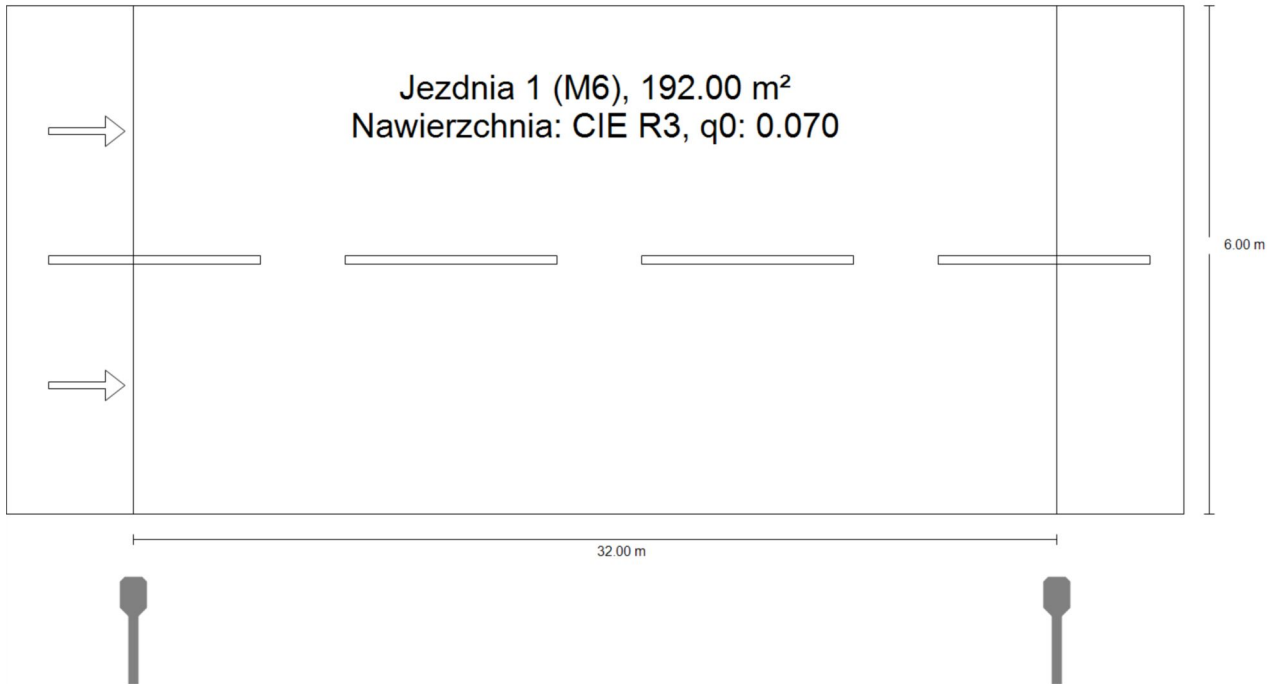 Jezdnia 1 (M6), 192.00 m²
Nawierzchnia: CIE R3, q0: 0.070
6.00 m
32.00 m